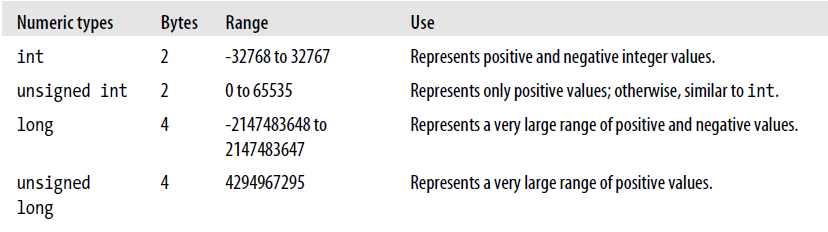 Numeric types Bytes Range Use
int 2 -32768 to 32767 Represents positive and negative integer values.
unsigned int 2 0 to 65535 Represents only positive values; otherwise, similar to int.
long 4 -2147483648 to Represents a very large range of positive and negative values.
2147483647
unsigned 4 4294967295 Represents a very large range of positive values.
long